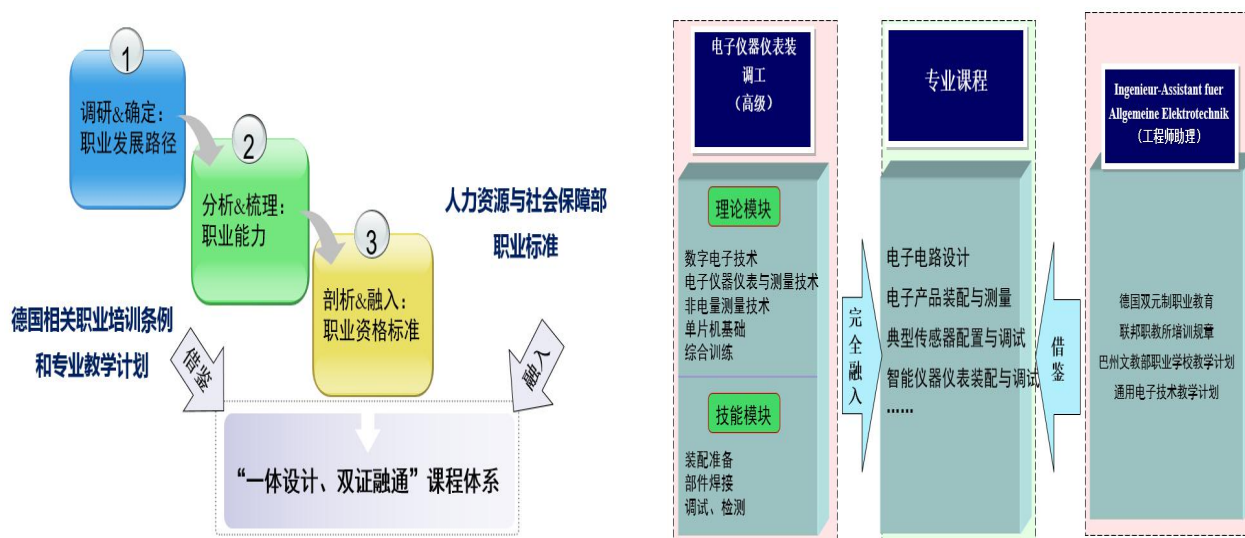 1
调研&确定：
职业发展路径
2
分析&梳理：
职业能力
3
剖析&融入：
职业资格标准
人力资源与社会保障部
职业标准
德国相关职业培训条例
和专业教学计划
借鉴
融入
“一体设计、双证融通”课程体系
电子仪器仪表装
调工
（高级）
理论模块
数字电子技术
电子仪器仪表与测量技术
非电量测量技术
单片机基础
综合训练
技能模块
装配准备
部件焊接
调试、检测
完全融入
专业课程
电子电路设计
电子产品装配与测量
典型传感器配置与调试
智能仪器仪表装配与调试
……
借鉴
Ingenieur-Assistant fuer
Allgemeine Elektrotechnik
（工程师助理）
德国双元制职业教育
联邦职教所培训规章
巴州文教部职业学校教学计划
通用电子技术教学计划